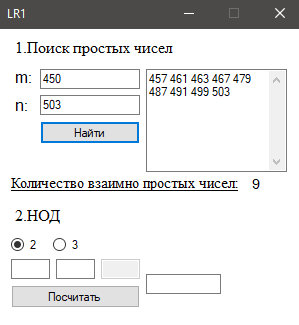 LR1
1.Поиск простых чисел
m: 450
n: 503
Найти
457 461 463 467 479
487 491 499 503
Количество взаимно простых чисел: 9
2.НОД
2 3
Посчитать